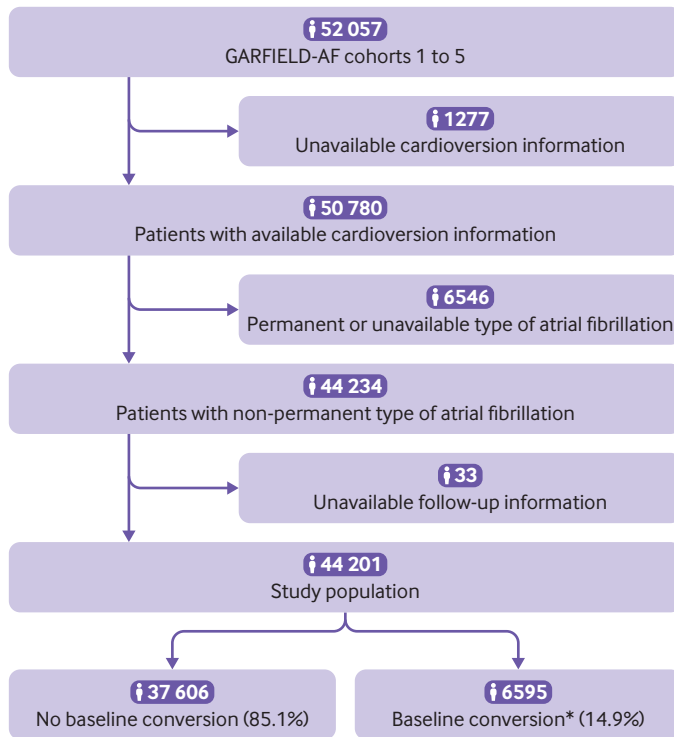 52 057
GARFIELD-AF cohorts 1 to 5
1277
Unavailable cardioversion information
50 780
Patients with available cardioversion information
6546
Permanent or unavailable type of atrial fibrillation
44 234
Patients with non-permanent type of atrial fibrillation
33
Unavailable follow-up information
44 201
Study population
37 606
No baseline conversion (85.1%)
6595
Baseline conversion* (14.9%)